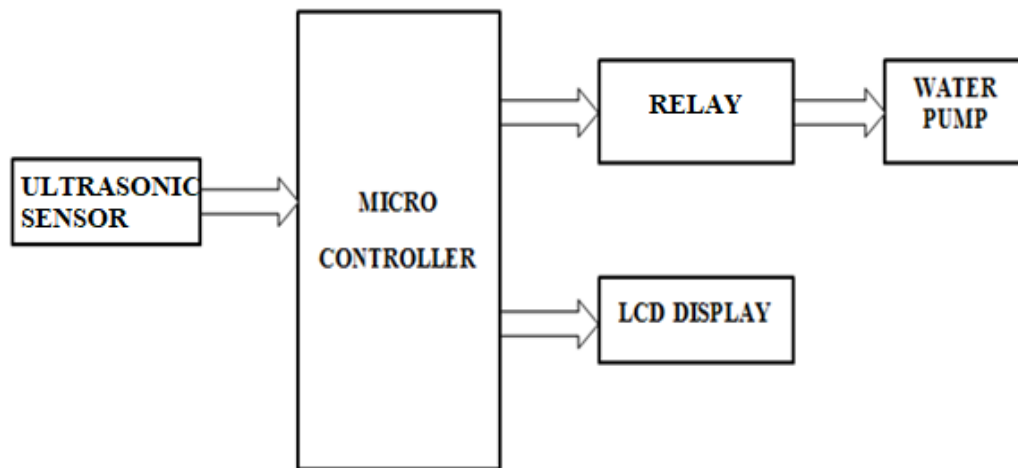 ULTRASONIC
SENSOR
MICRO
CONTROLLER
RELAY
WATER
PUMP
LCD DISPLAY